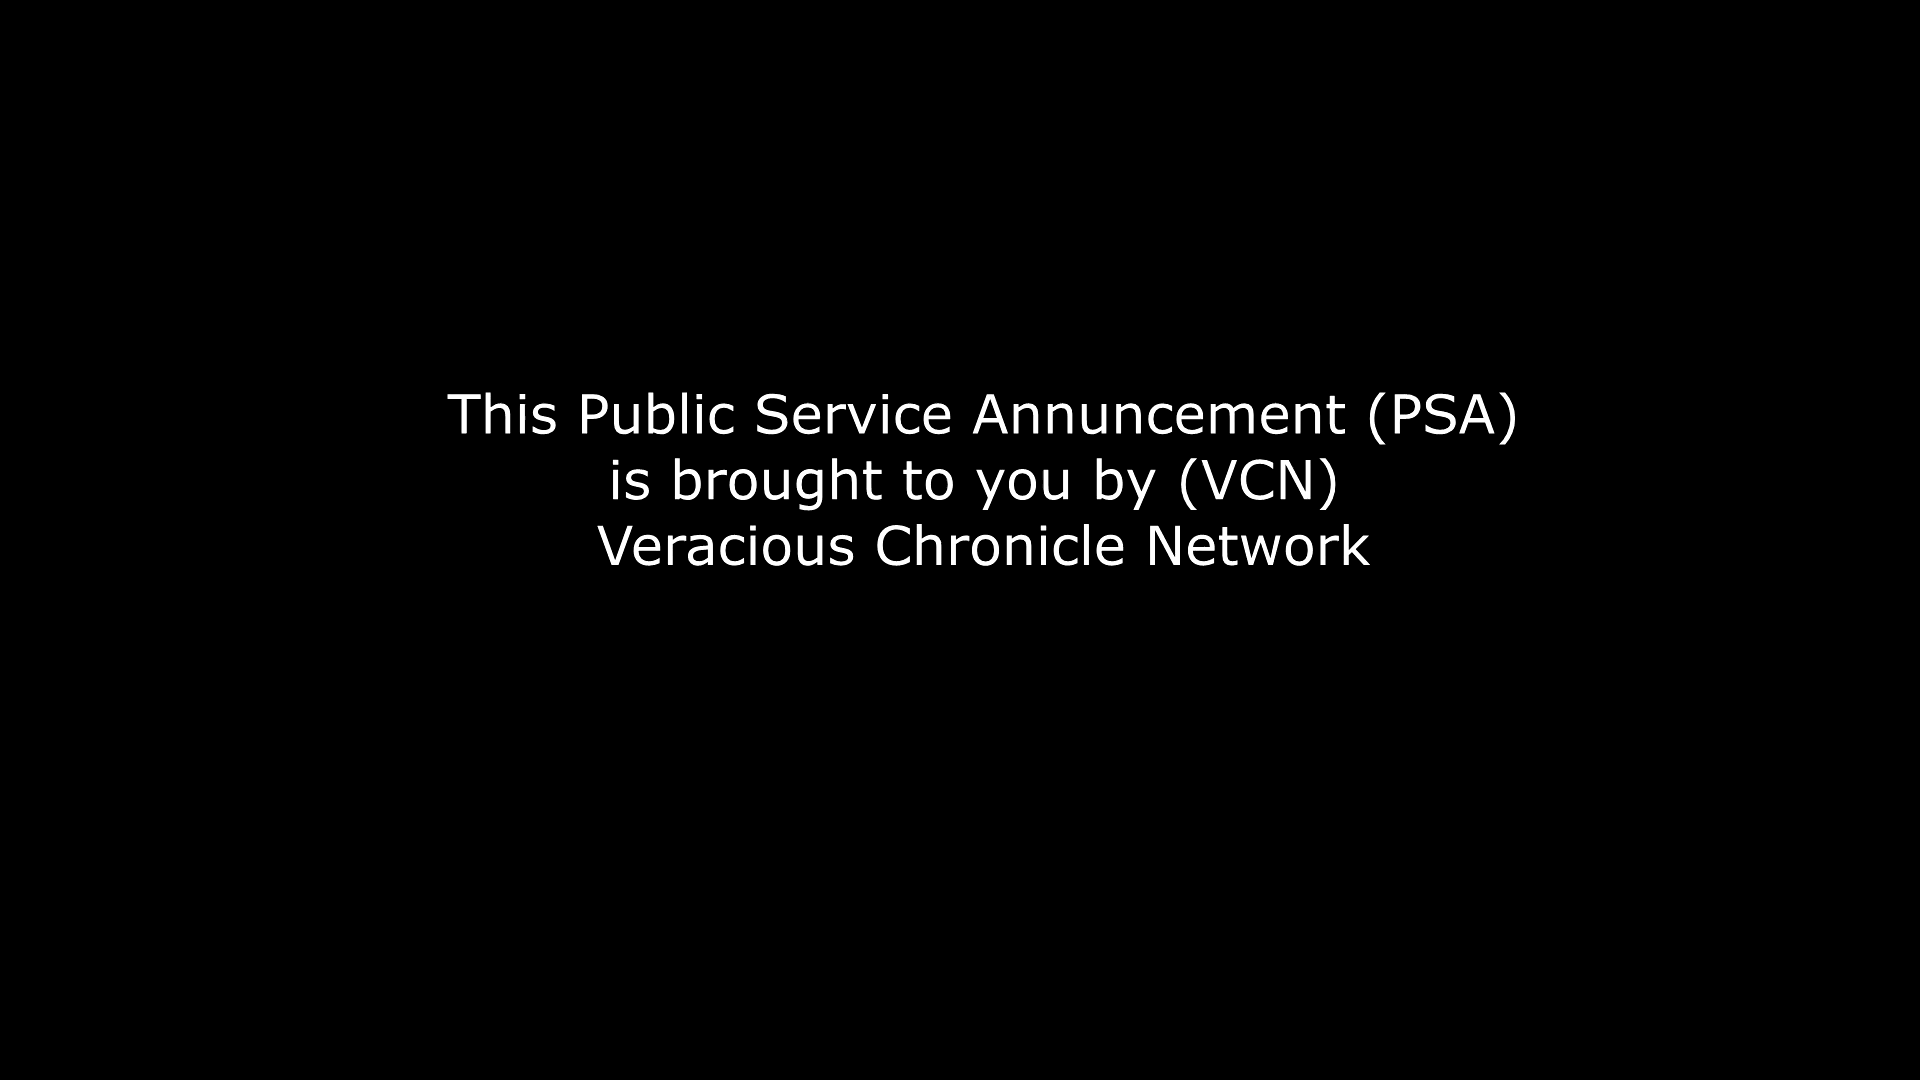 This Public Service Annuncement (PSA)
is brought to you by (VCN)
Veracious Chronicle Network